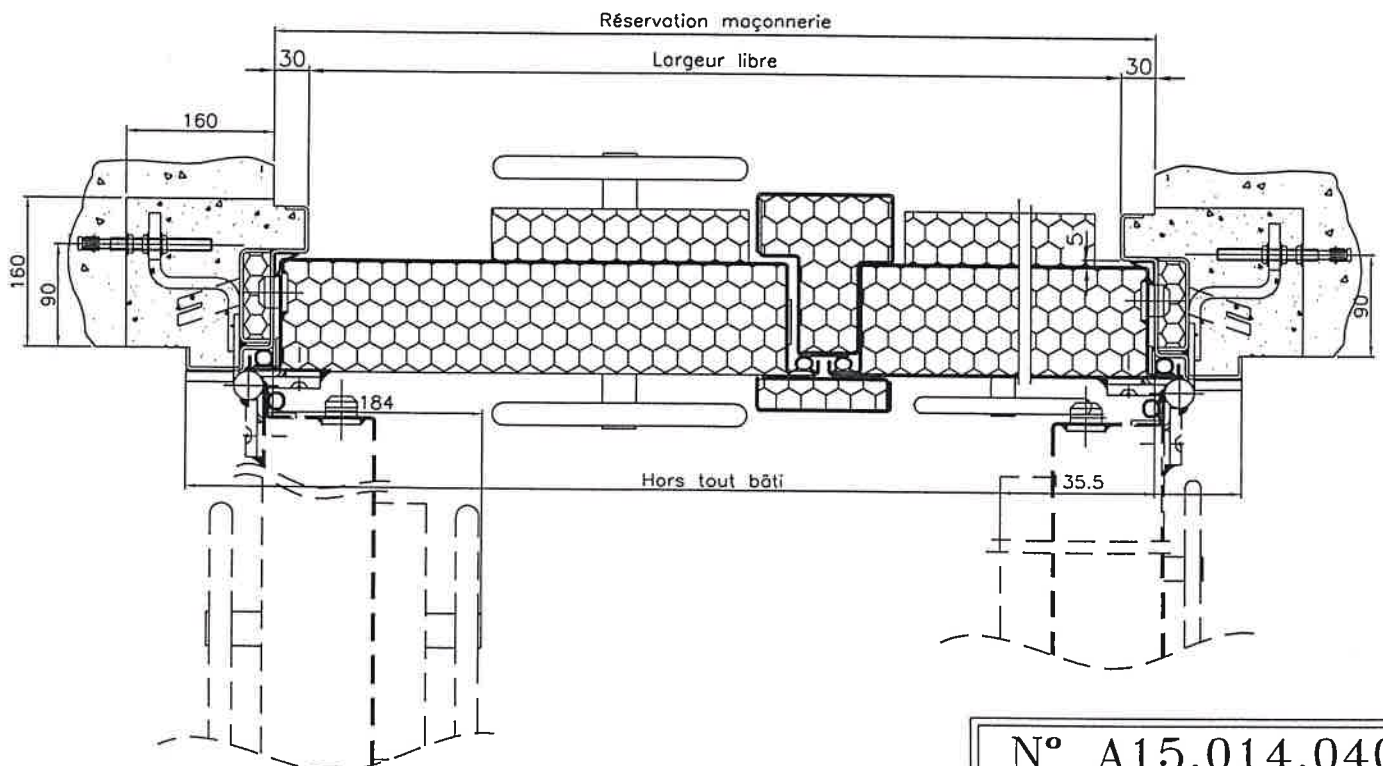 Réservation maçonnerie
30
Largeur libre
30
160
5
160
90
90
184
Hors tout bâti
35.5
N° A15.014.040